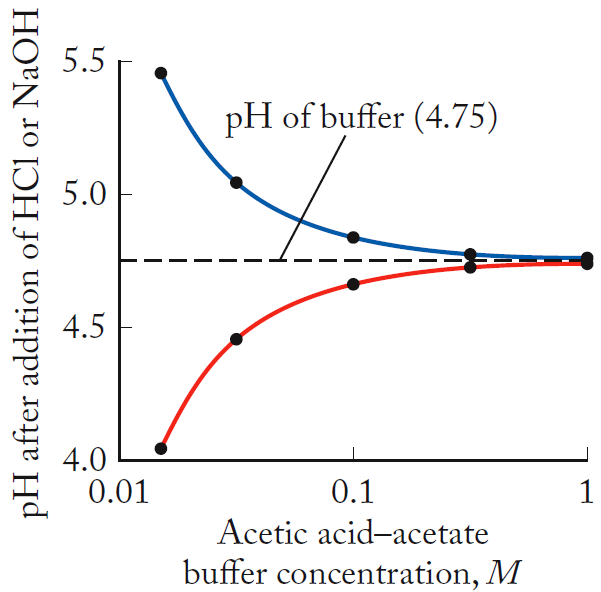 pH after addition of HCl or NaOH
5.5
pH of buffer (4.75)
5.0
4.5
4.0
0.01
0.1
1
Acetic acid–acetate
buffer concentration, M